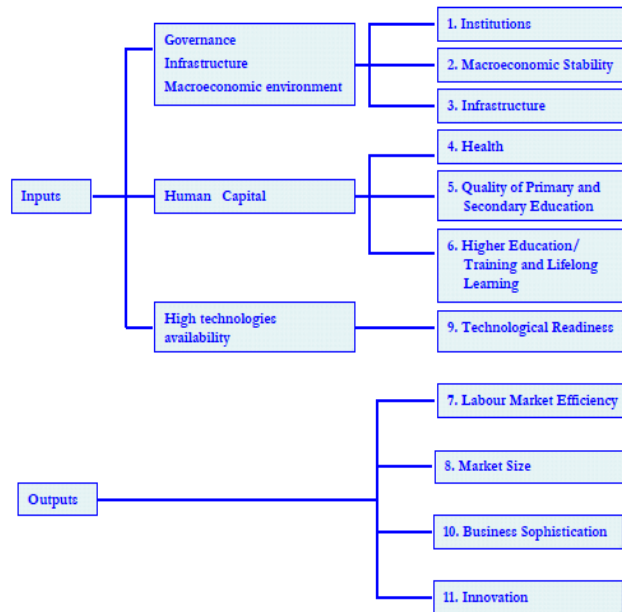 Governance
Infrastructure
Macroeconomic environment
1. Institutions
2. Macroeconomic Stability
3. Infrastructure
Inputs
Human Capital
4. Health
5. Quality of Primary and
Secondary Education
6. Higher Education/
Training and Lifelong
Learning
High technologies
availability
9. Technological Readiness
Outputs
7. Labour Market Efficiency
8. Market Size
10. Business Sophistication
11. Innovation